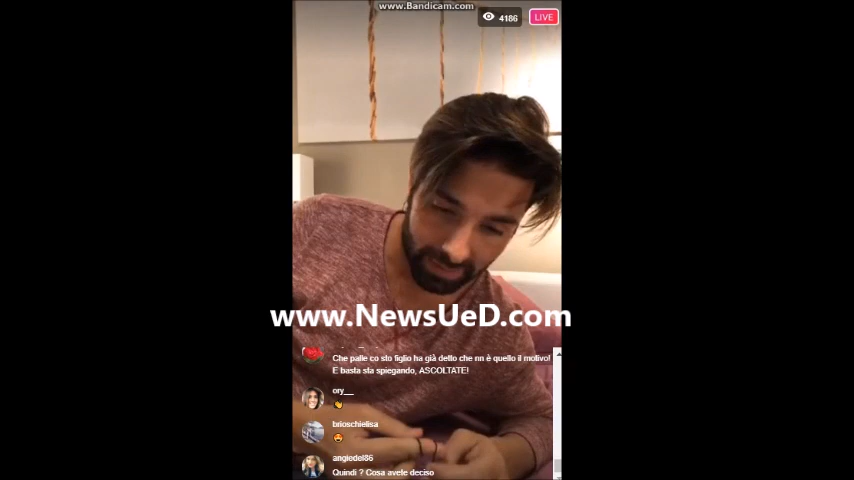 www.Bandicam.com
4186 LIVE
www.NewsUeD.com
Che palle co sto figlio ha già detto che nn è quello il motivo!
E basta sta spiegando, ASCOLTATE!
ory__
brioschielisa
angiedel86
Quindi ? Cosa avete deciso